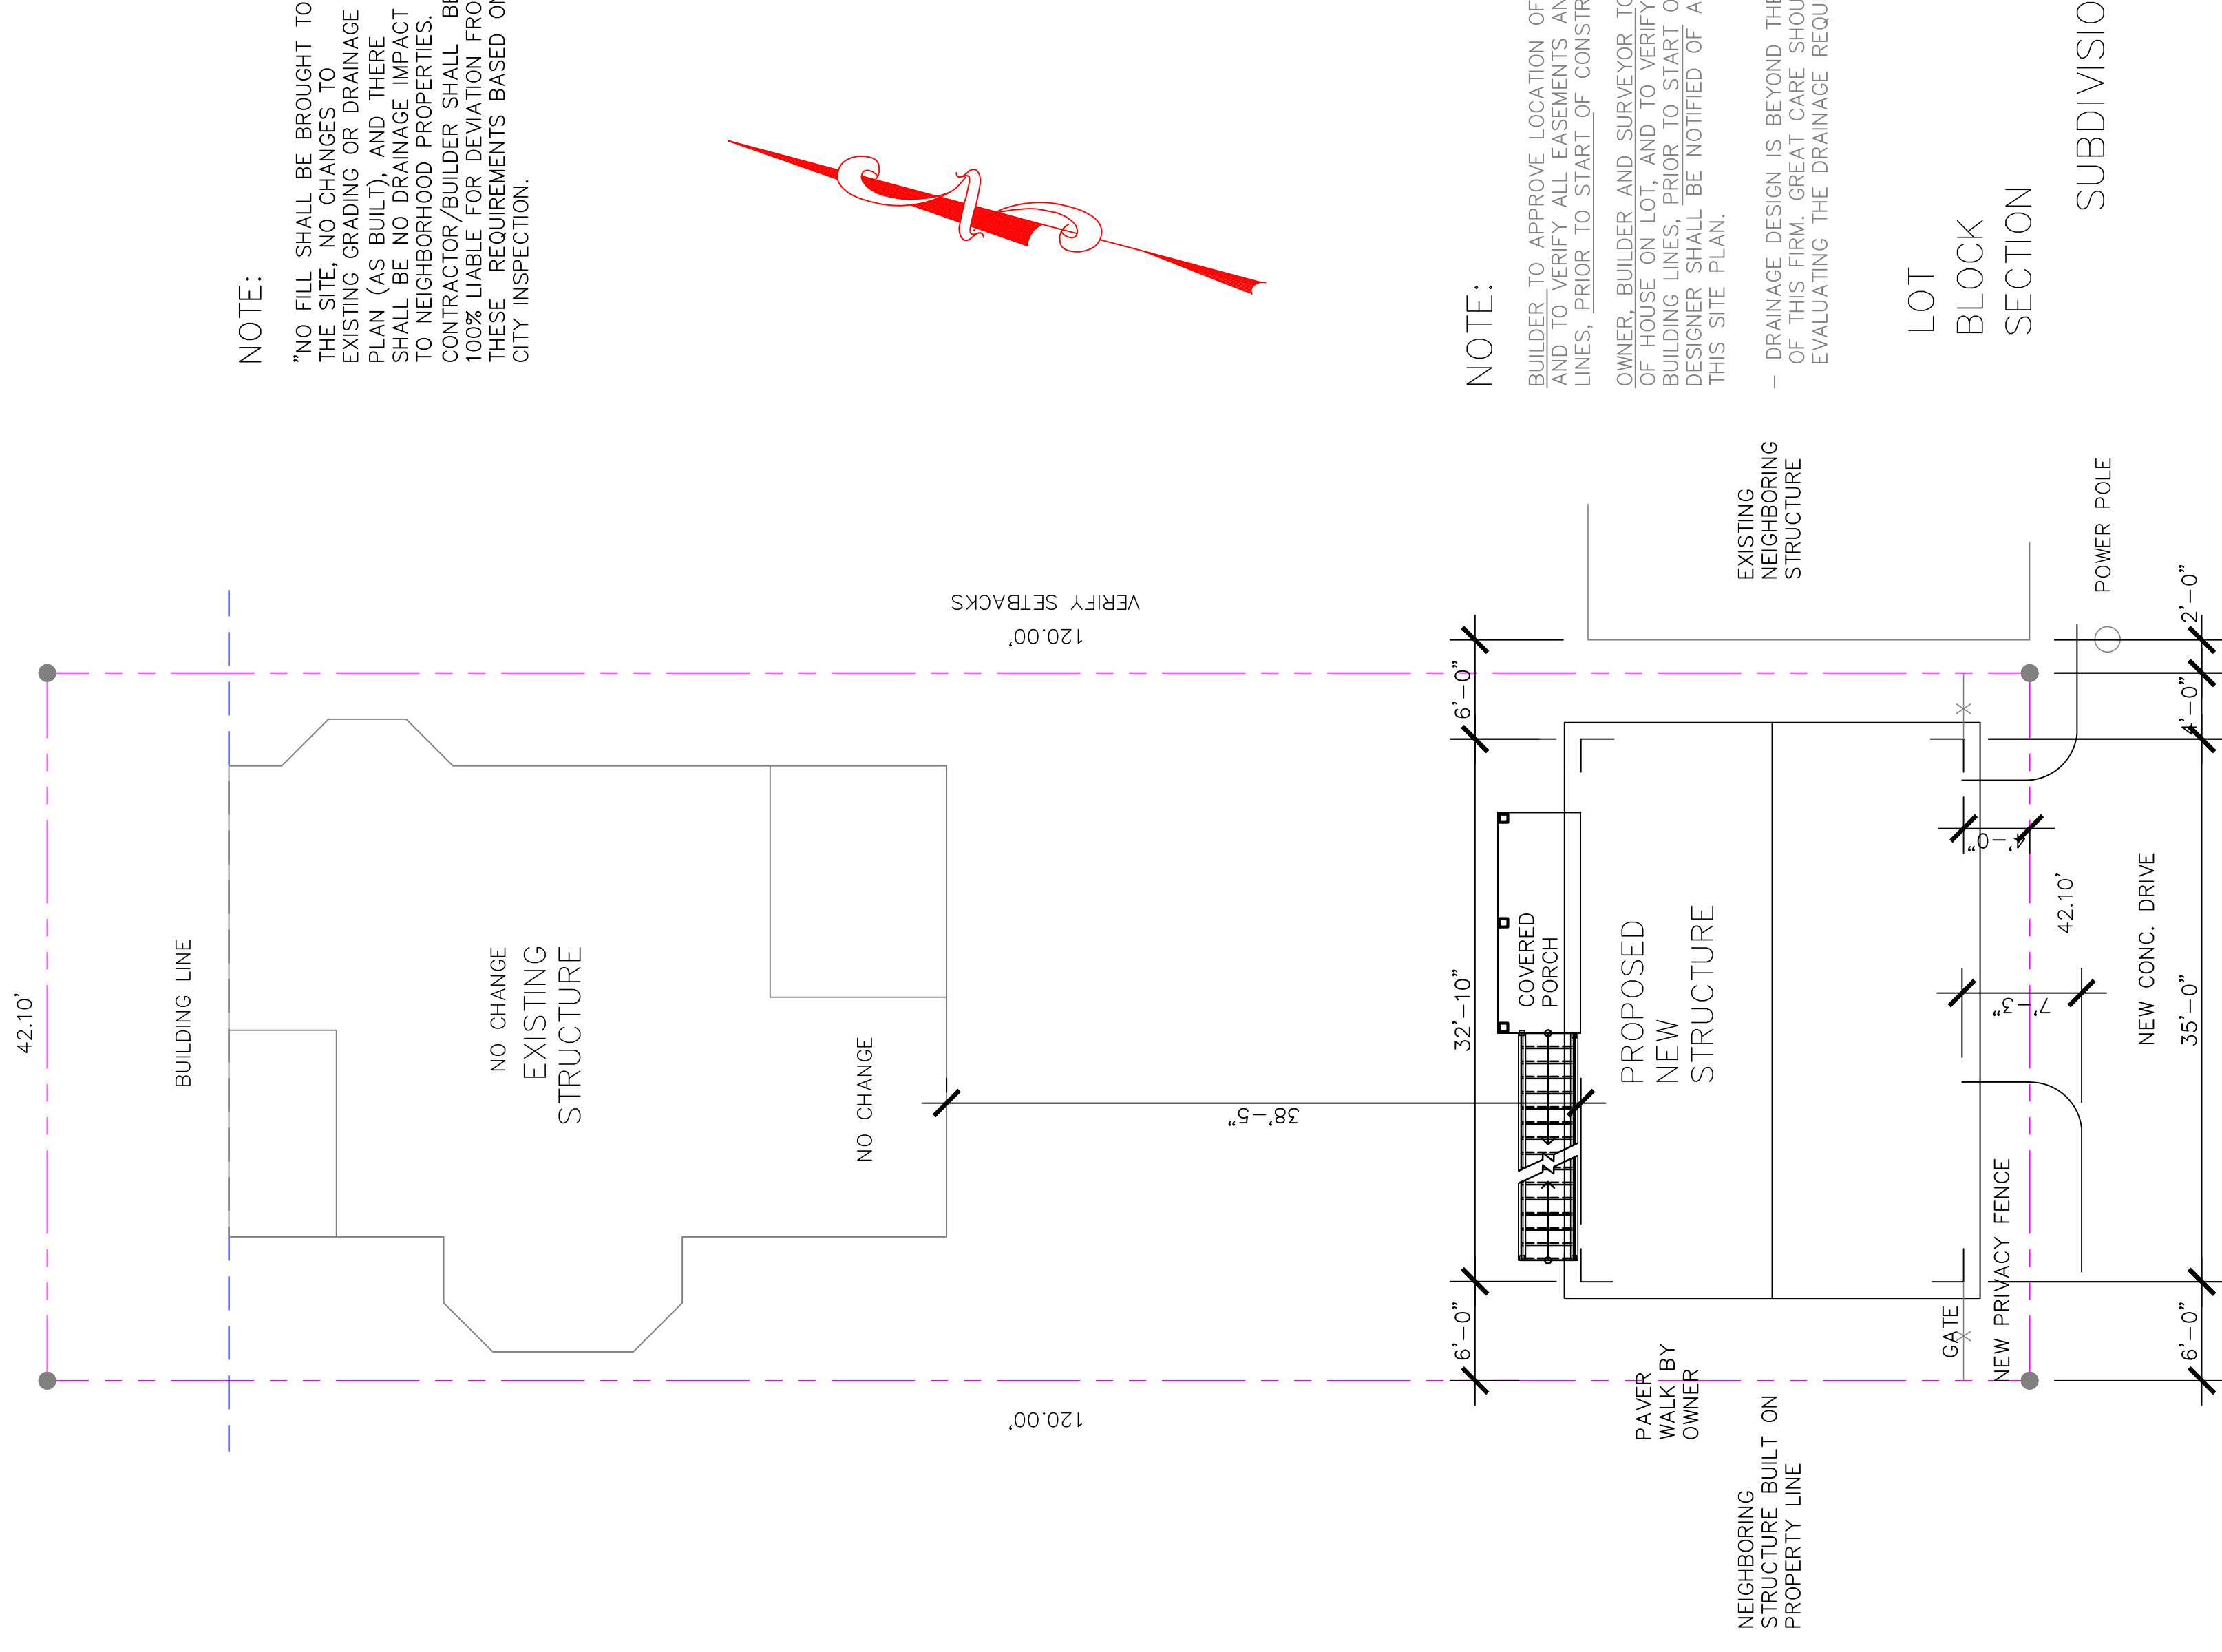 NOTE:
"NO FILL SHALL BE BROUGHT TO
THE SITE, NO CHANGES TO
EXISTING GRADING OR DRAINAGE
PLAN (AS BUILT), AND THERE
SHALL BE NO DRAINAGE IMPACT
TO NEIGHBORHOOD PROPERTIES.
CONTRACTOR/BUILDER SHALL BE
100% LIABLE FOR DEVIATION FRO
THESE REQUIREMENTS BASED ON
CITY INSPECTION.
NOTE:
BUILDER TO APPROVE LOCATION OF
AND TO VERIFY ALL EASEMENTS AN
LINES, PRIOR TO START OF CONSTR
OWNER, BUILDER AND SURVEYOR TO
OF HOUSE ON LOT, AND TO VERIFY
BUILDING LINES, PRIOR TO START O
DESIGNER SHALL BE NOTIFIED OF A
THIS SITE PLAN.
- DRAINAGE DESIGN IS BEYOND THE
OF THIS FIRM. GREAT CARE SHOU
EVALUATING THE DRAINAGE REQU
LOT
BLOCK
SECTION
SUBDIVISIO
42.10'
BUILDING LINE
NO CHANGE
EXISTING
STRUCTURE
NO CHANGE
VERIFY SETBACKS
120.00'
120.00'
38'-5"
6'-0"
32'-10"
6'-0"
COVERED
PORCH
24
PROPOSED
NEW
STRUCTURE
EXISTING
NEIGHBORING
STRUCTURE
POWER POLE
PAVER
WALK BY
OWNER
NEIGHBORING
STRUCTURE BUILT ON
PROPERTY LINE
GATE
NEW PRIVACY FENCE
4'-0"
7'-3"
42.10'
NEW CONC. DRIVE
2'-0"
4'-0"
35'-0"
6'-0"